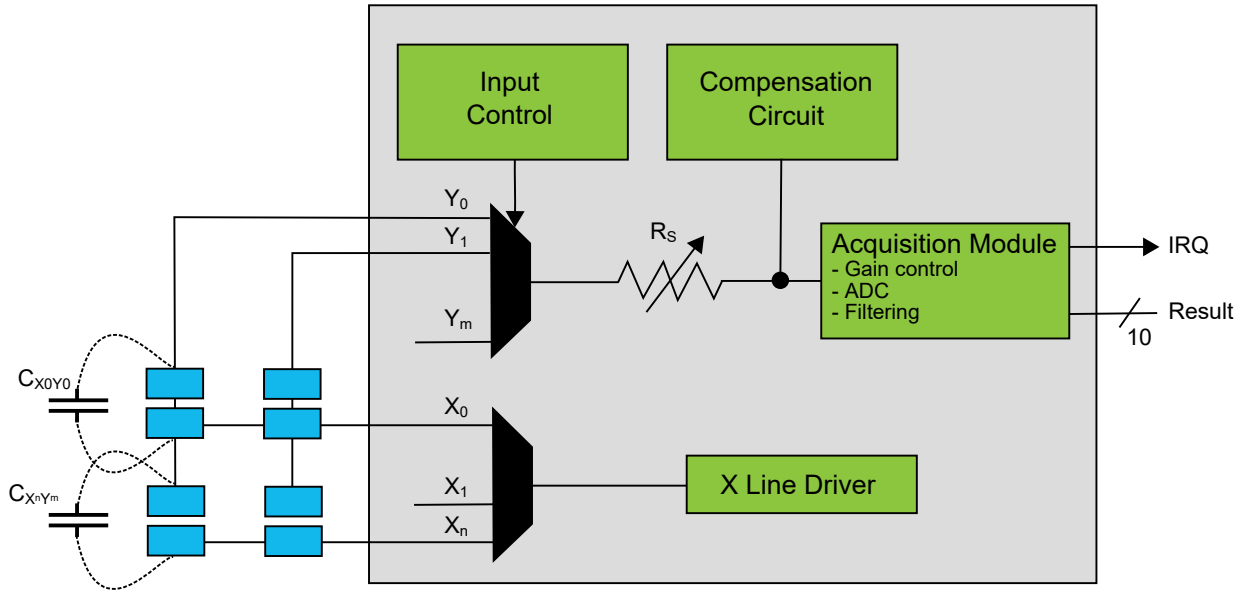 Input
Control
Compensation
Circuit
Y0
Y1
Ym
RS
Acquisition Module
- Gain control
- ADC
- Filtering
IRQ
Result
10
CX0Y0
CXnYm
X0
X1
Xn
X Line Driver